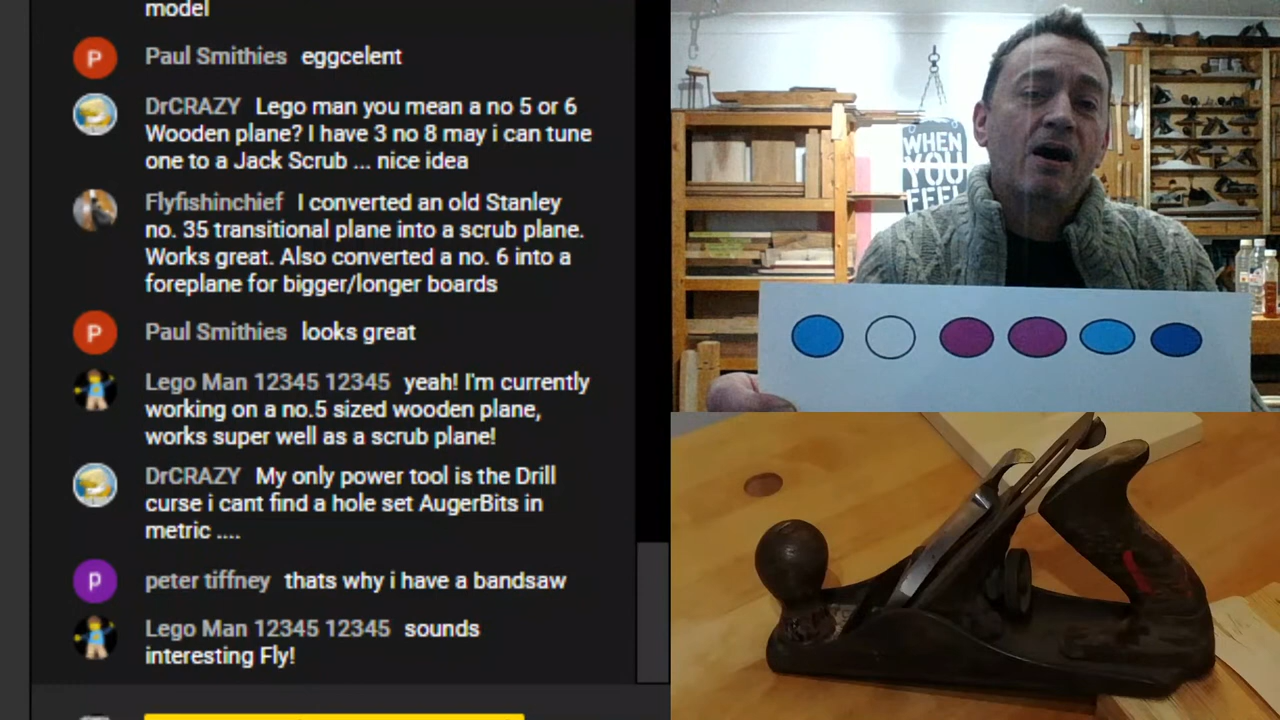 model
Paul Smithies eggcelent
DrCRAZY Lego man you mean a no 5 or 6
Wooden plane? I have 3 no 8 may i can tune
one to a Jack Scrub ... nice idea
Flyfishinchief I converted an old Stanley
no. 35 transitional plane into a scrub plane.
Works great. Also converted a no. 6 into a
foreplane for bigger/longer boards
Paul Smithies looks great
Lego Man 12345 12345 yeah! I'm currently
working on a no.5 sized wooden plane,
works super well as a scrub plane!
DrCRAZY My only power tool is the Drill
curse i cant find a hole set AugerBits in
metric ....
peter tiffney thats why i have a bandsaw
Lego Man 12345 12345 sounds
interesting Fly!
WHEN
YOU
FEEL